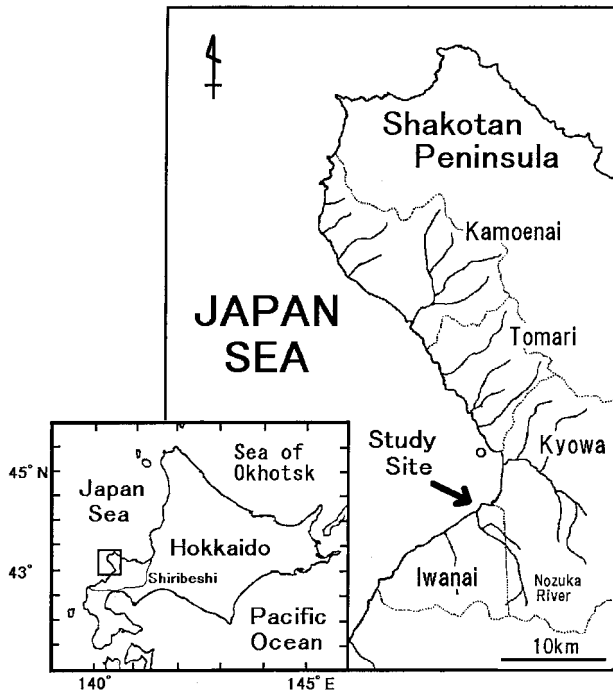 Shakotan
Peninsula
Kamoenai
JAPAN
SEA
Tomari
Study
Site
Kyowa
Iwanai
Nozuka
River
10km
45°N
43°
140°
145°E
Sea of
Okhotsk
Japan
Sea
Hokkaido
Shiribeshi
Pacific
Ocean